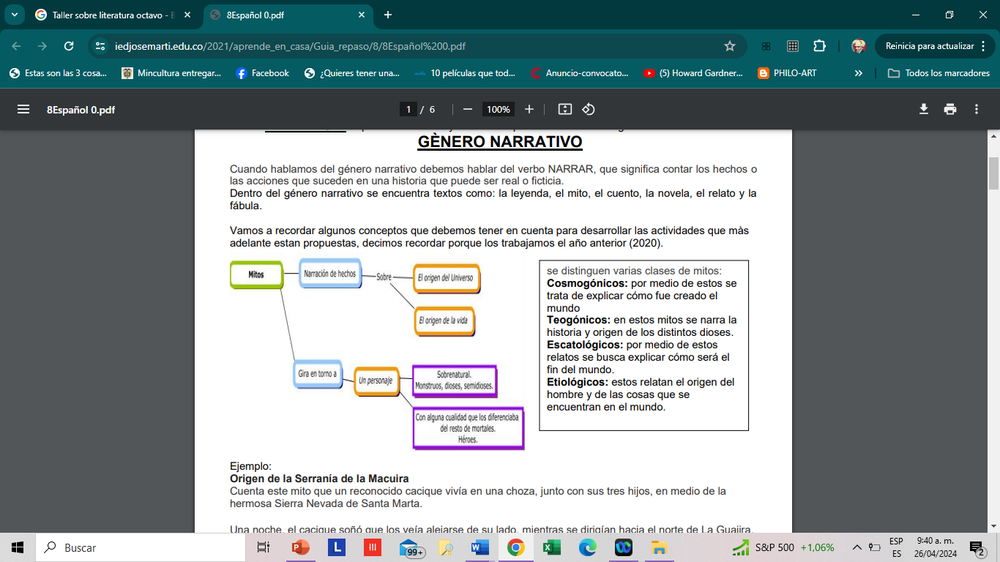 Taller sobre literatura octavo - B
8Español 0.pdf
iedjosemarti.edu.co/2021/aprende_en_casa/Guia_repaso/8/8Español%200.pdf
Reinicia para actualizar
Estas son las 3 cosa...
Mincultura entregar...
Facebook
¿Quieres tener una...
10 películas que tod...
Anuncio-convocato...
(5) Howard Gardner...
PHILO-ART
»
Todos los marcadores
8Español 0.pdf
1 / 6
100%
GÈNERO NARRATIVO
Cuando hablamos del género narrativo debemos hablar del verbo NARRAR, que significa contar los hechos o
las acciones que suceden en una historia que puede ser real o ficticia.
Dentro del género narrativo se encuentra textos como: la leyenda, el mito, el cuento, la novela, el relato y la
fábula.
Vamos a recordar algunos conceptos que debemos tener en cuenta para desarrollar las actividades que màs
adelante estan propuestas, decimos recordar porque los trabajamos el año anterior (2020).
Mitos
Narración de hechos
Sobre
El origen del Universo
El origen de la vida
Gira en torno a
Un personaje
Sobrenatural.
Monstruos, dioses, semidioses.
Con alguna cualidad que los diferenciaba
del resto de mortales.
Héroes.
se distinguen varias clases de mitos:
Cosmogónicos: por medio de estos se
trata de explicar cómo fue creado el
mundo
Teogónicos: en estos mitos se narra la
historia y origen de los distintos dioses.
Escatológicos: por medio de estos
relatos se busca explicar cómo será el
fin del mundo.
Etiológicos: estos relatan el origen del
hombre y de las cosas que se
encuentran en el mundo.
Ejemplo:
Origen de la Serranía de la Macuira
Cuenta este mito que un reconocido cacique vivía en una choza, junto con sus tres hijos, en medio de la
hermosa Sierra Nevada de Santa Marta.
Una noche, el cacique soñó que los veía alejarse de su lado, mientras se dirigían hacia el norte de La Guajira.
Buscar
L
99+
S&P 500 +1,06%
ESP
ES
9:40 a. m.
26/04/2024
2